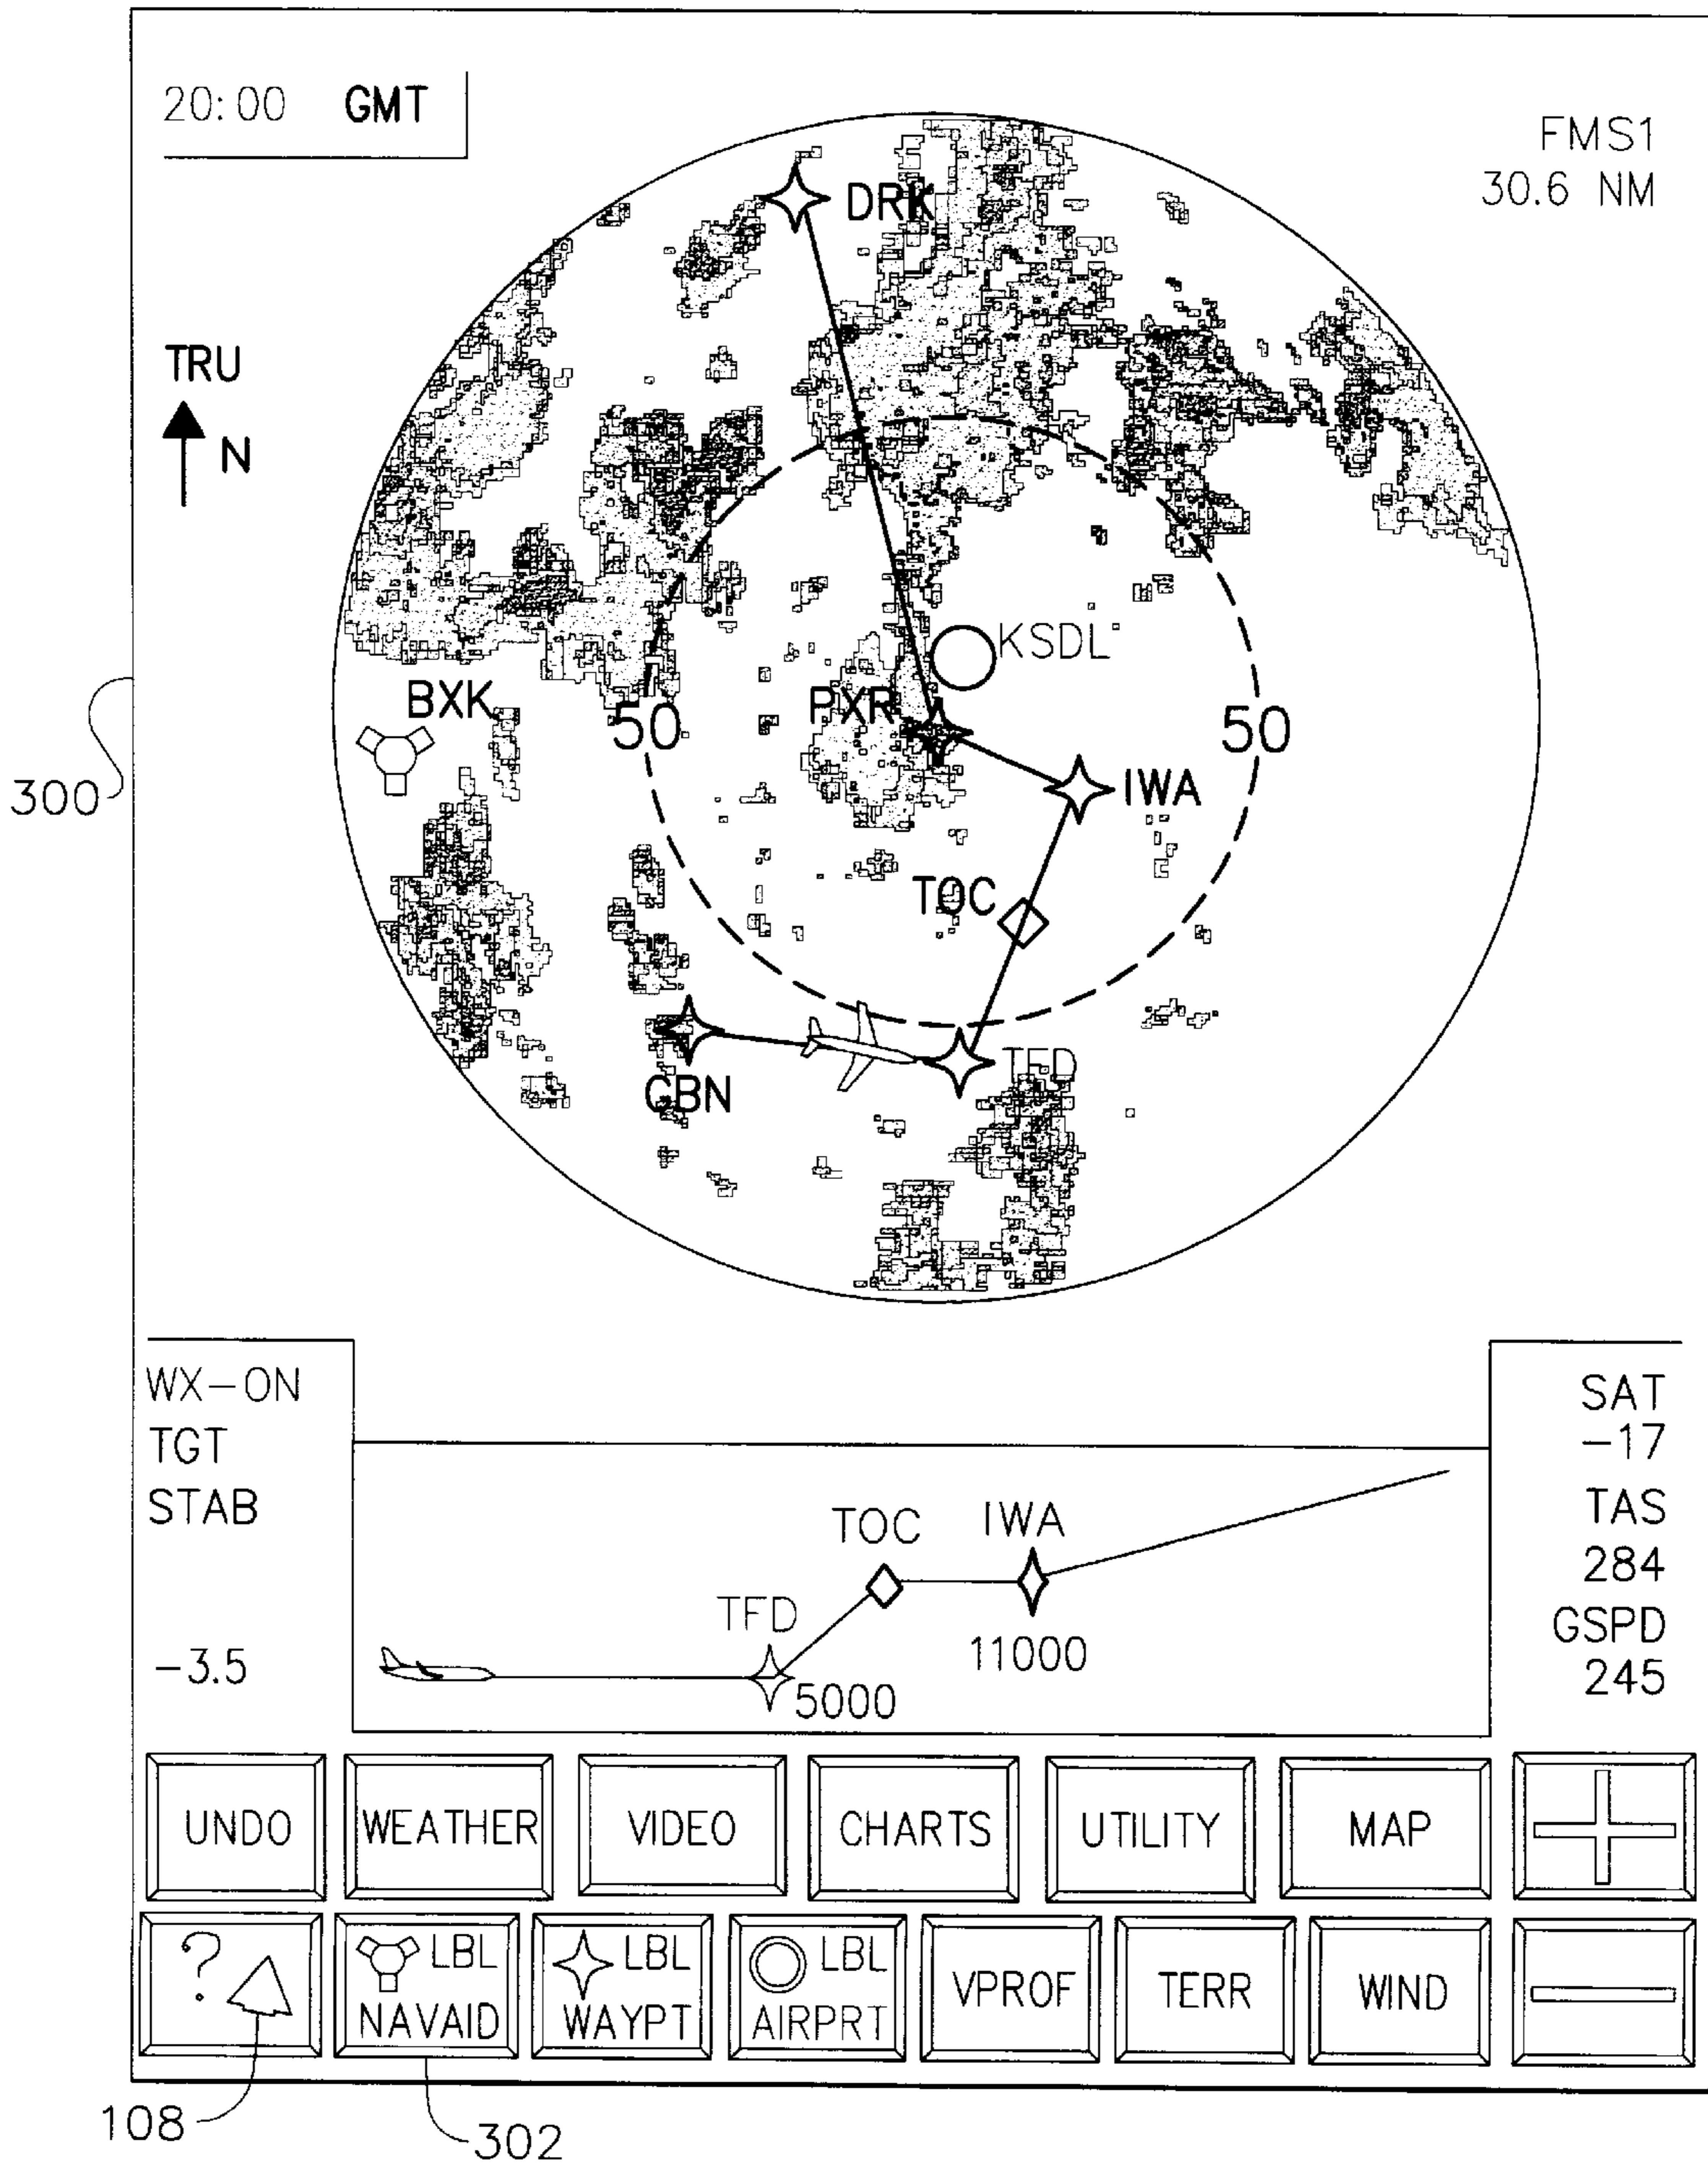 20:00 GMT
FMS1
30.6 NM
DRK
TRU
N
KSDL
BXK
PXR
50
50
300
IWA
TOC
TFD
GBN
WX-ON
TGT
STAB
-3.5
TOC
IWA
TFD
11000
5000
SAT
-17
TAS
284
GSPD
245
UNDO
WEATHER
VIDEO
CHARTS
UTILITY
MAP
?
LBL
NAVAID
LBL
WAYPT
LBL
AIRPRT
VPROF
TERR
WIND
108
302